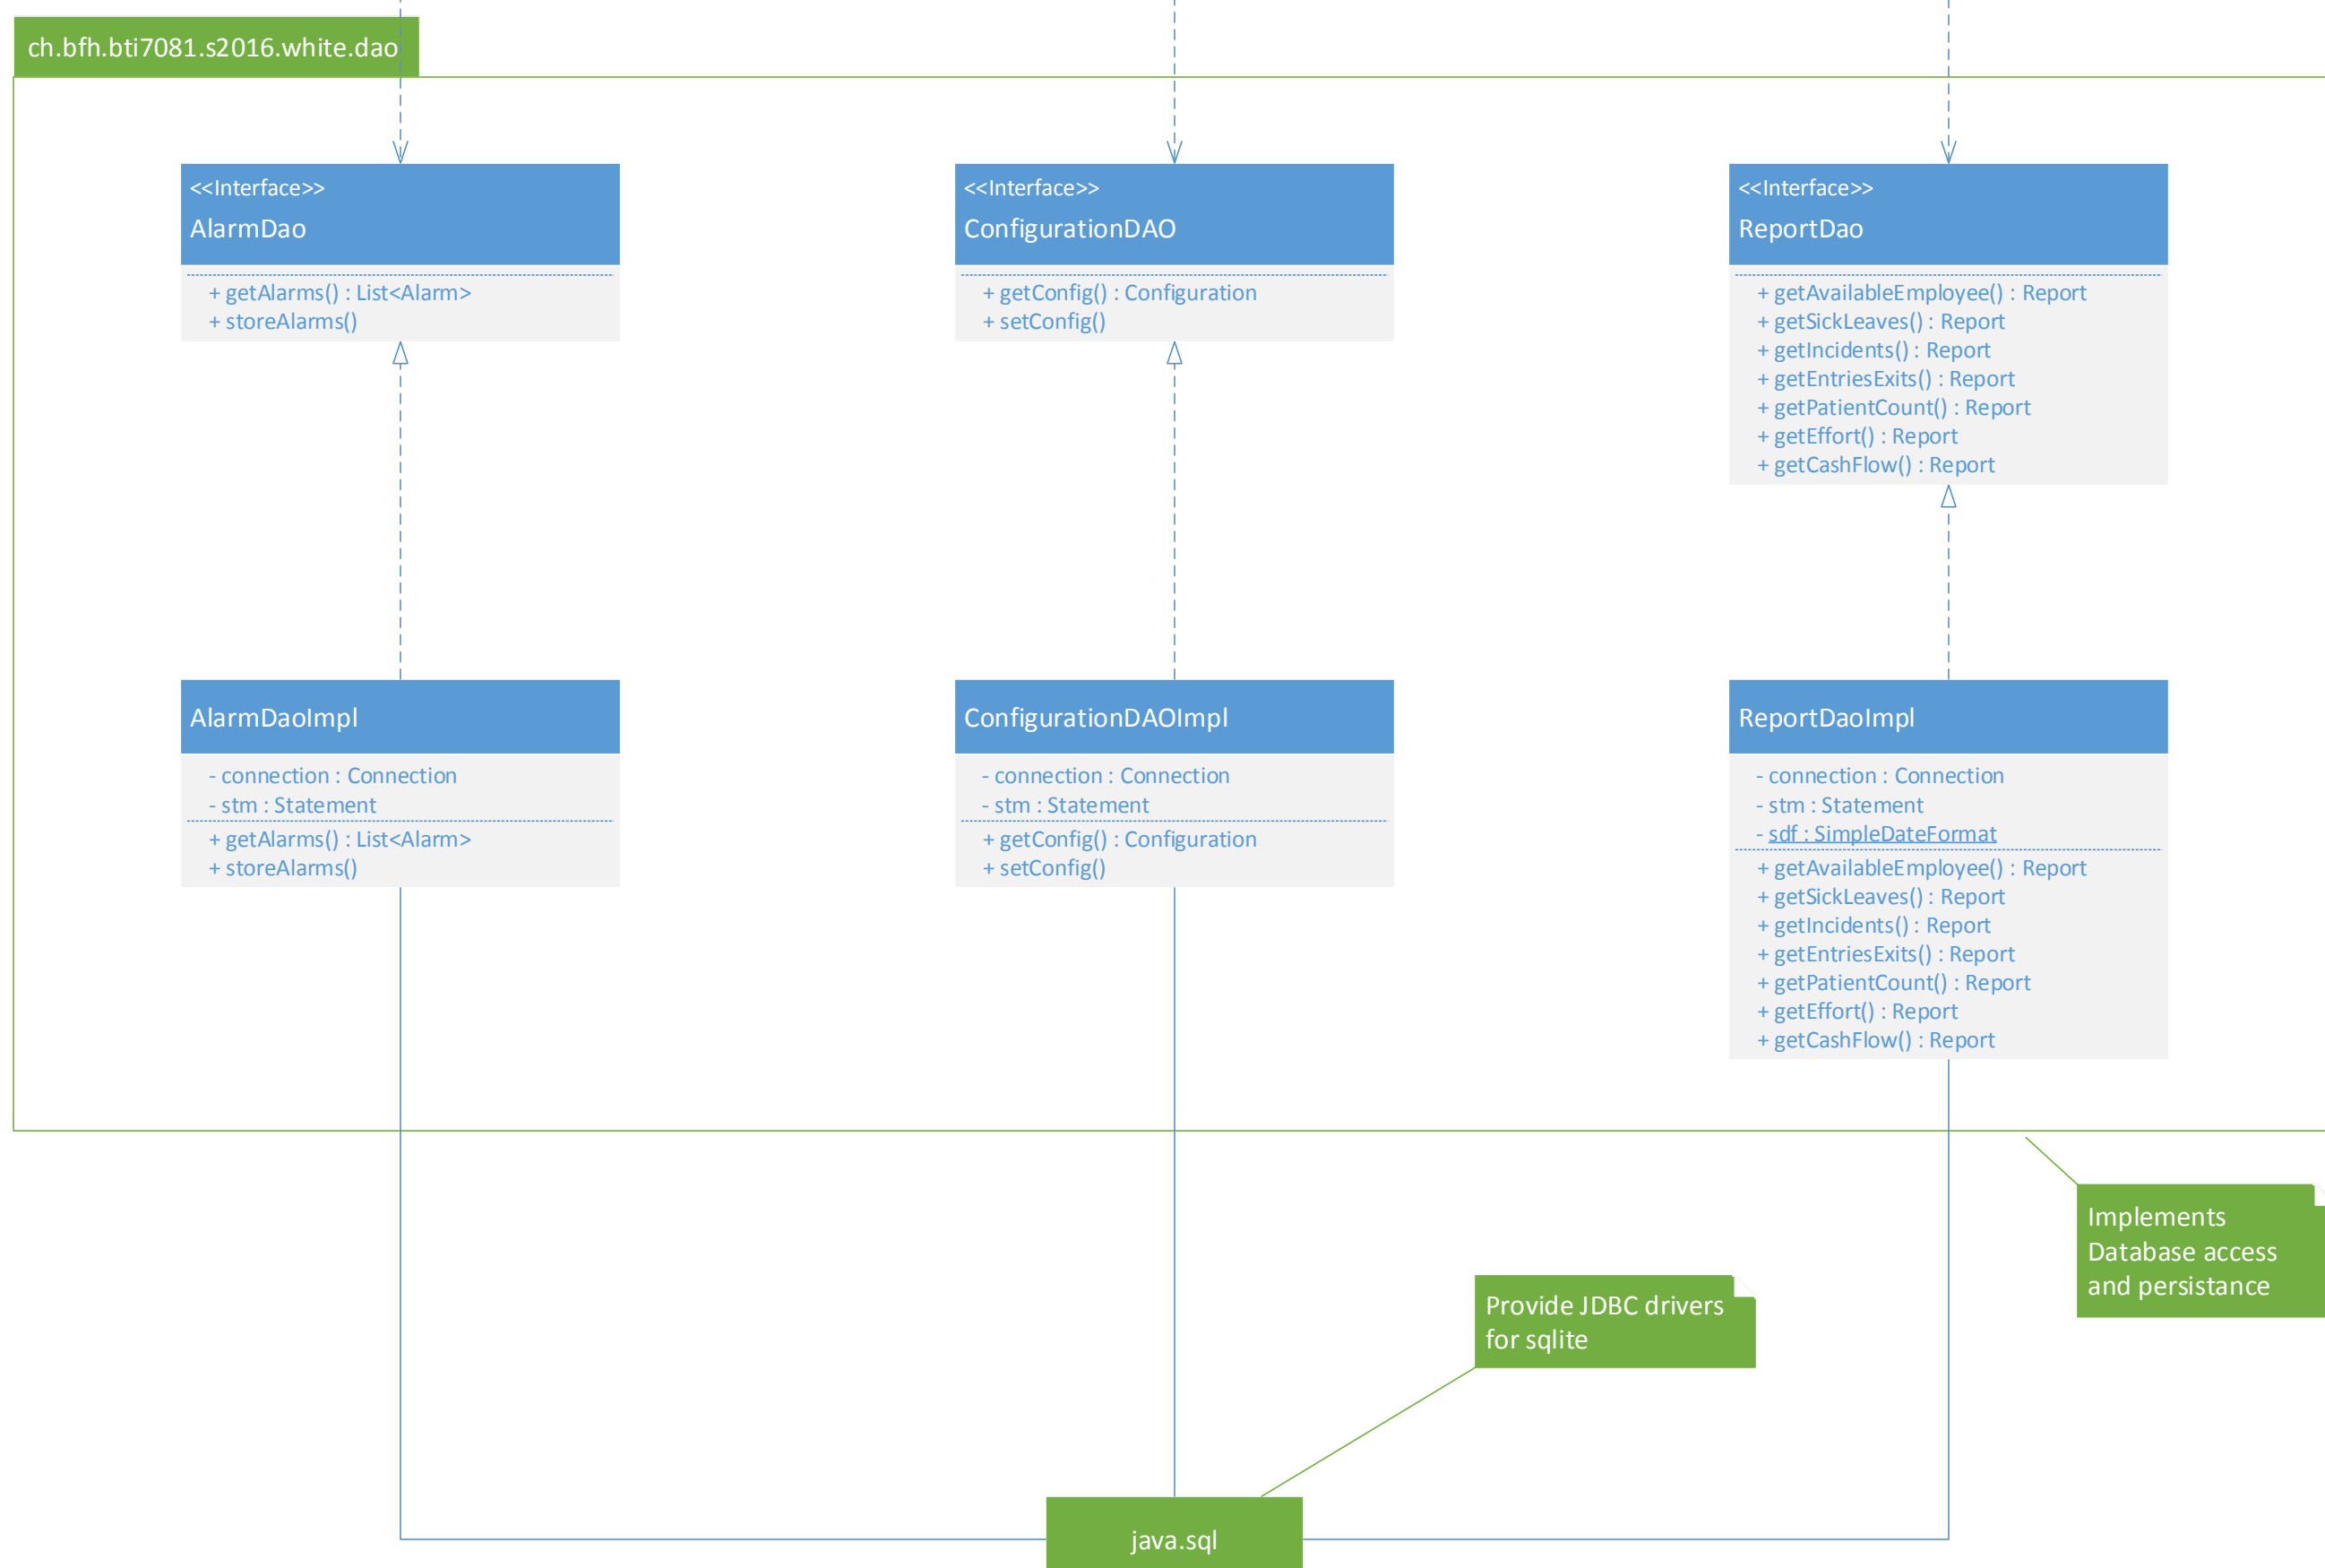 ch.bfh.bti7081.s2016.white.dao
<<Interface>>
AlarmDao
+ getAlarms() : List<Alarm>
+ storeAlarms()
<<Interface>>
ConfigurationDAO
+ getConfig() : Configuration
+ setConfig()
<<Interface>>
ReportDao
+ getAvailableEmployee() : Report
+ getSickLeaves() : Report
+ getIncidents() : Report
+ getEntriesExits() : Report
+ getPatientCount() : Report
+ getEffort() : Report
+ getCashFlow() : Report
AlarmDaoImpl
- connection : Connection
- stm : Statement
+ getAlarms() : List<Alarm>
+ storeAlarms()
ConfigurationDAOImpl
- connection : Connection
- stm : Statement
+ getConfig() : Configuration
+ setConfig()
ReportDaoImpl
- connection : Connection
- stm : Statement
- sdf : SimpleDateFormat
+ getAvailableEmployee() : Report
+ getSickLeaves() : Report
+ getIncidents() : Report
+ getEntriesExits() : Report
+ getPatientCount() : Report
+ getEffort() : Report
+ getCashFlow() : Report
Implements
Database access
and persistance
Provide JDBC drivers
for sqlite
java.sql